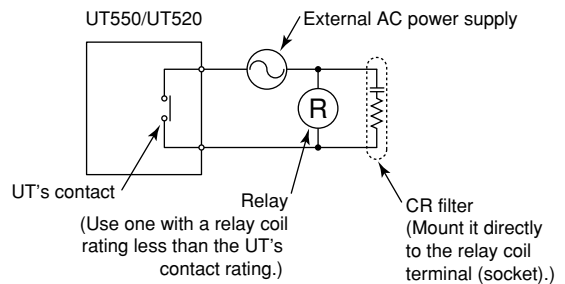 UT550/UT520
External AC power supply
R
UT's contact
Relay
(Use one with a relay coil
rating less than the UT's
contact rating.)
CR filter
(Mount it directly
to the relay coil
terminal (socket).)